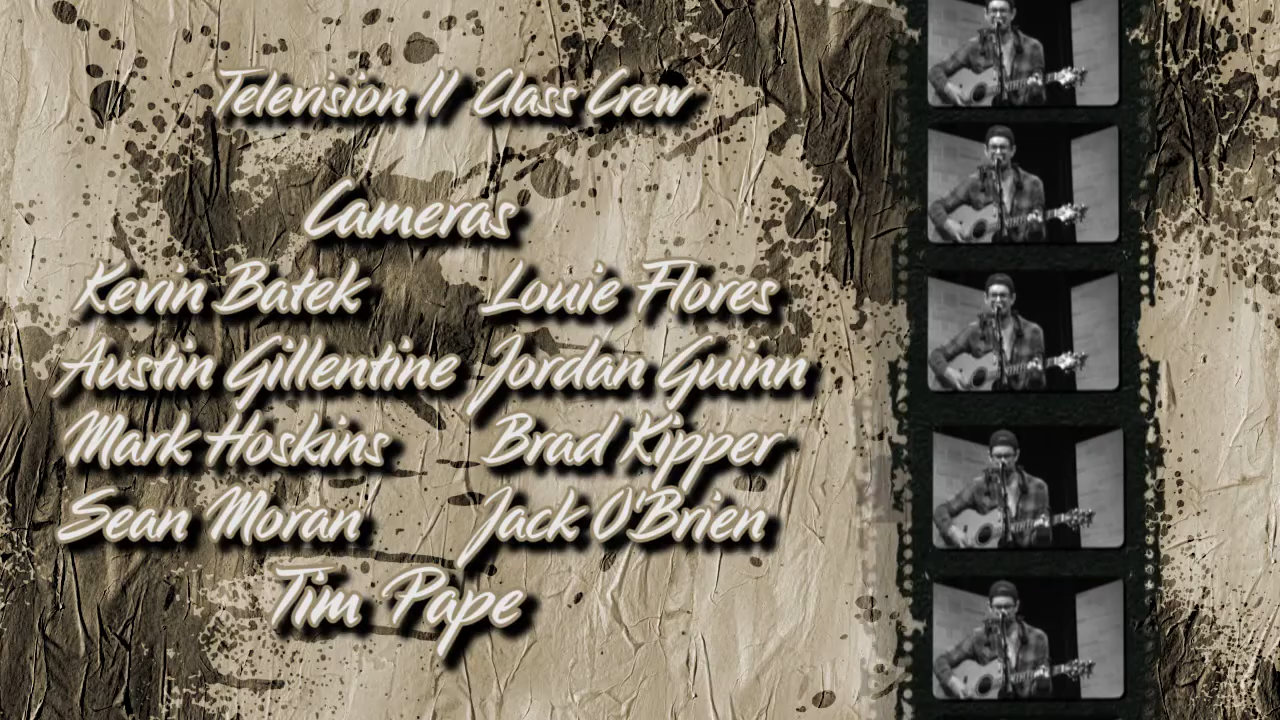 Television II Class Crew
Cameras
Kevin Batek Louie Flores
Austin Gillentine Jordan Guinn
Mark Hoskins Brad Kipper
Sean Moran Jack O'Brien
Tim Pape